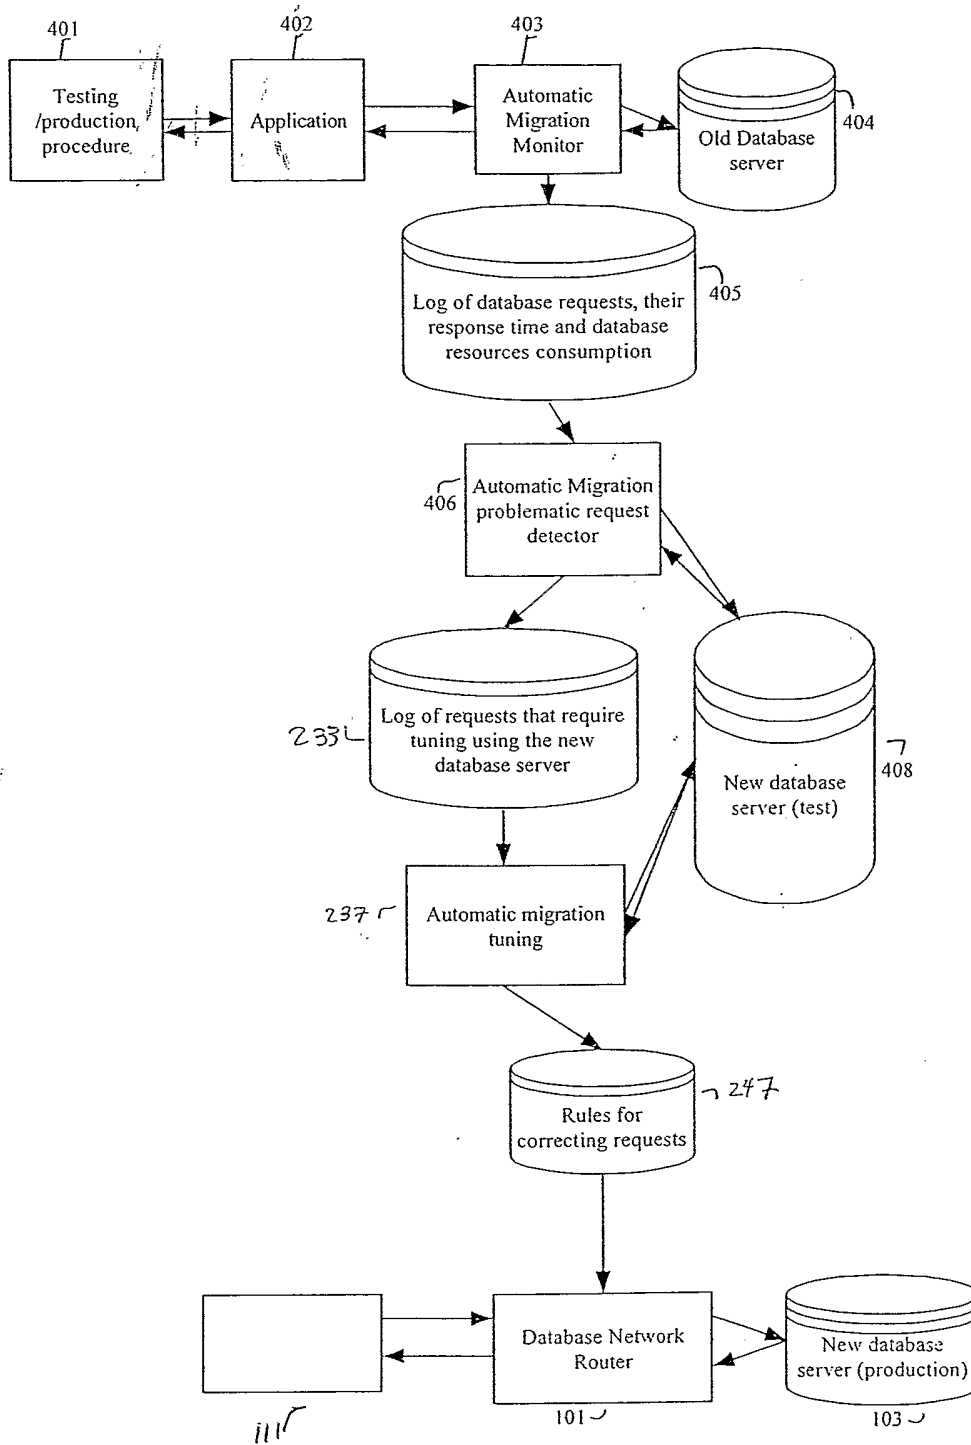 401
402
403
Testing
/production
procedure
Application
Automatic
Migration
Monitor
Old Database
server
404
Log of database requests, their
response time and database
resources consumption
405
406
Automatic Migration
problematic request
detector
233
Log of requests that require
tuning using the new
database server
New database
server (test)
408
237
Automatic migration
tuning
Rules for
correcting requests
247
Database Network
Router
New database
server (production)
111
101
103